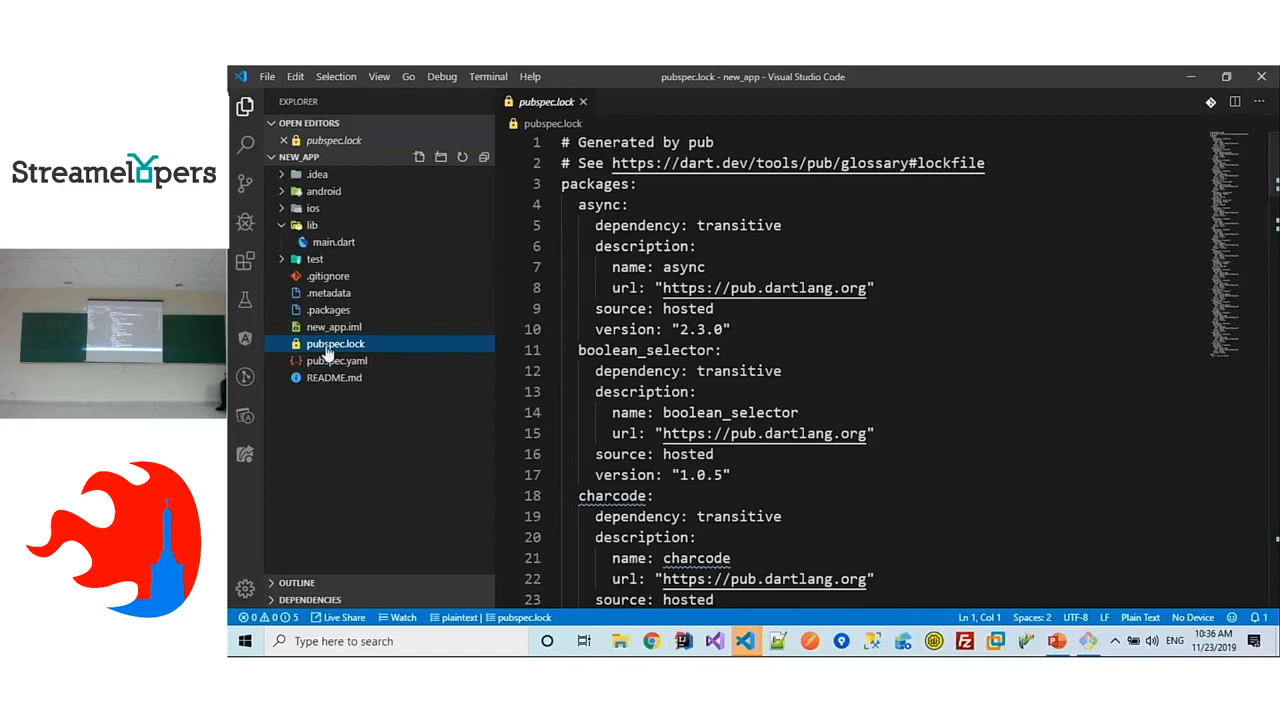 Streamelopers
File Edit Selection View Go Debug Terminal Help
pubspec.lock - new_app - Visual Studio Code
EXPLORER
OPEN EDITORS
pubspec.lock
NEW_APP
.idea
android
ios
lib
main.dart
test
.gitignore
.metadata
.packages
new_app.iml
pubspec.lock
pubspec.yaml
README.md
OUTLINE
DEPENDENCIES
pubspec.lock
pubspec.lock
1 # Generated by pub
2 # See https://dart.dev/tools/pub/glossary#lockfile
3 packages:
4 async:
5 dependency: transitive
6 description:
7 name: async
8 url: "https://pub.dartlang.org"
9 source: hosted
10 version: "2.3.0"
11 boolean_selector:
12 dependency: transitive
13 description:
14 name: boolean_selector
15 url: "https://pub.dartlang.org"
16 source: hosted
17 version: "1.0.5"
18 charcode:
19 dependency: transitive
20 description:
21 name: charcode
22 url: "https://pub.dartlang.org"
23 source: hosted
0 0 5 Live Share Watch plaintext | pubspec.lock Ln 1, Col 1 Spaces: 2 UTF-8 LF Plain Text No Device 1
Type here to search
ENG
10:36 AM
11/23/2019